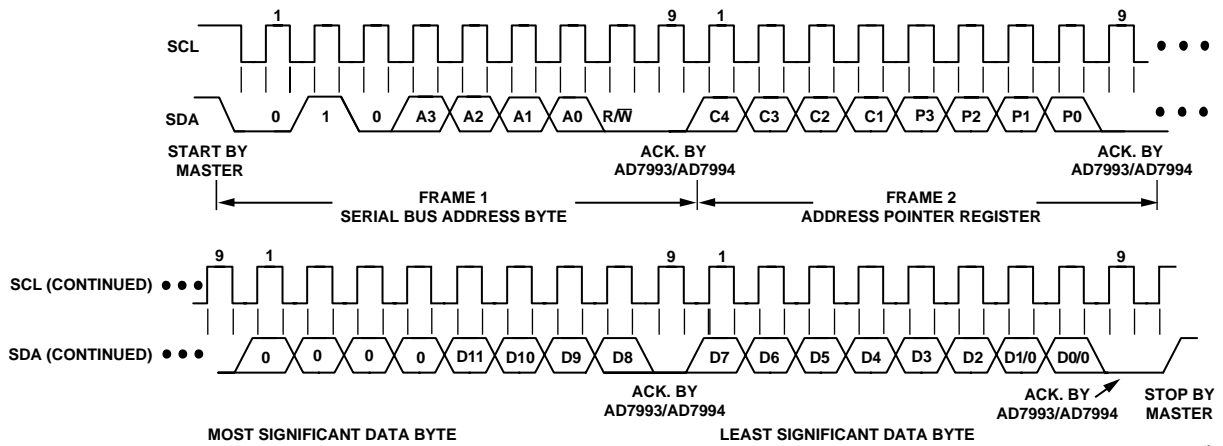 1 9 1 9
SCL
SDA 0 1 0 A3 A2 A1 A0 R/W̅ C4 C3 C2 C1 P3 P2 P1 P0
START BY
MASTER
ACK. BY
AD7993/AD7994
ACK. BY
AD7993/AD7994
FRAME 1
SERIAL BUS ADDRESS BYTE
FRAME 2
ADDRESS POINTER REGISTER
9 1 9 1 9
SCL (CONTINUED)
SDA (CONTINUED) 0 0 0 0 D11 D10 D9 D8 D7 D6 D5 D4 D3 D2 D1/0 D0/0
ACK. BY
AD7993/AD7994
ACK. BY
AD7993/AD7994
STOP BY
MASTER
MOST SIGNIFICANT DATA BYTE
LEAST SIGNIFICANT DATA BYTE